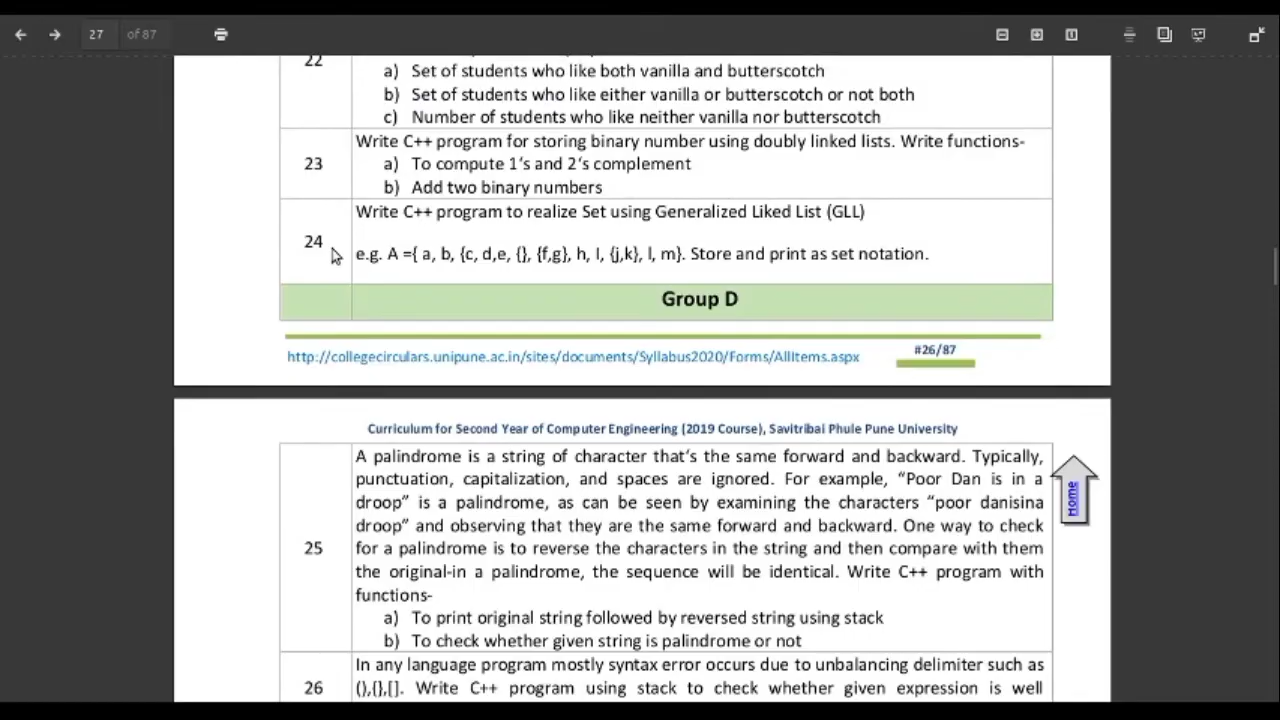 27 of 87
22
a) Set of students who like both vanilla and butterscotch
b) Set of students who like either vanilla or butterscotch or not both
c) Number of students who like neither vanilla nor butterscotch
23
Write C++ program for storing binary number using doubly linked lists. Write functions-
a) To compute 1‘s and 2‘s complement
b) Add two binary numbers
24
Write C++ program to realize Set using Generalized Liked List (GLL)
e.g. A ={ a, b, {c, d,e, {}, {f,g}, h, I, {j,k}, l, m}. Store and print as set notation.
Group D
http://collegecirculars.unipune.ac.in/sites/documents/Syllabus2020/Forms/AllItems.aspx
#26/87
Curriculum for Second Year of Computer Engineering (2019 Course), Savitribai Phule Pune University
Home
25
A palindrome is a string of character that‘s the same forward and backward. Typically,
punctuation, capitalization, and spaces are ignored. For example, “Poor Dan is in a
droop” is a palindrome, as can be seen by examining the characters “poor danisina
droop” and observing that they are the same forward and backward. One way to check
for a palindrome is to reverse the characters in the string and then compare with them
the original-in a palindrome, the sequence will be identical. Write C++ program with
functions-
a) To print original string followed by reversed string using stack
b) To check whether given string is palindrome or not
26
In any language program mostly syntax error occurs due to unbalancing delimiter such as
(),{},[]. Write C++ program using stack to check whether given expression is well